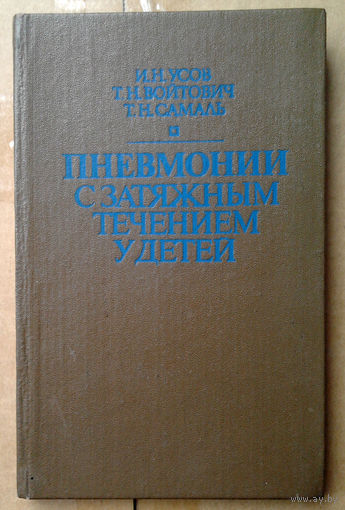 И.Н.УСОВ
Т.Н.ВОЙТОВИЧ
Т.Н.САМАЛЬ
ПНЕВМОНИИ
С ЗАТЯЖНЫМ
ТЕЧЕНИЕМ
У ДЕТЕЙ
www.ay.by